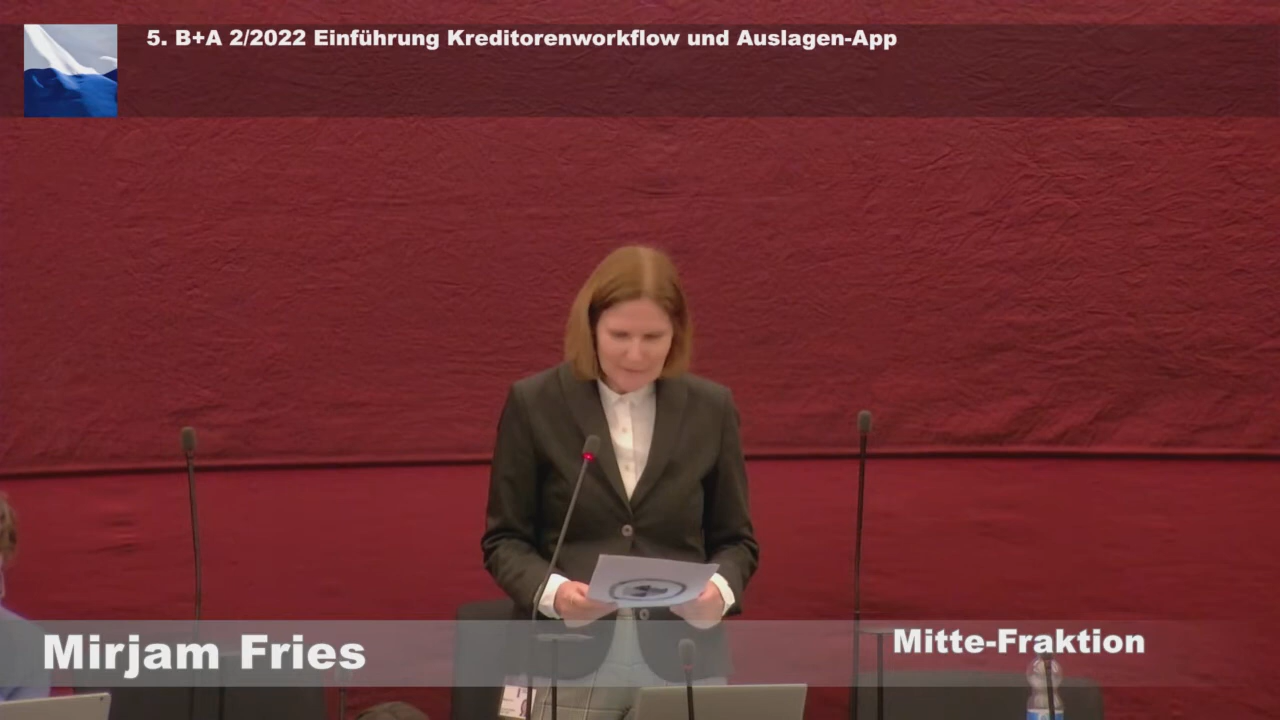 5. B+A 2/2022 Einführung Kreditorenworkflow und Auslagen-App
Mirjam Fries
Mitte-Fraktion